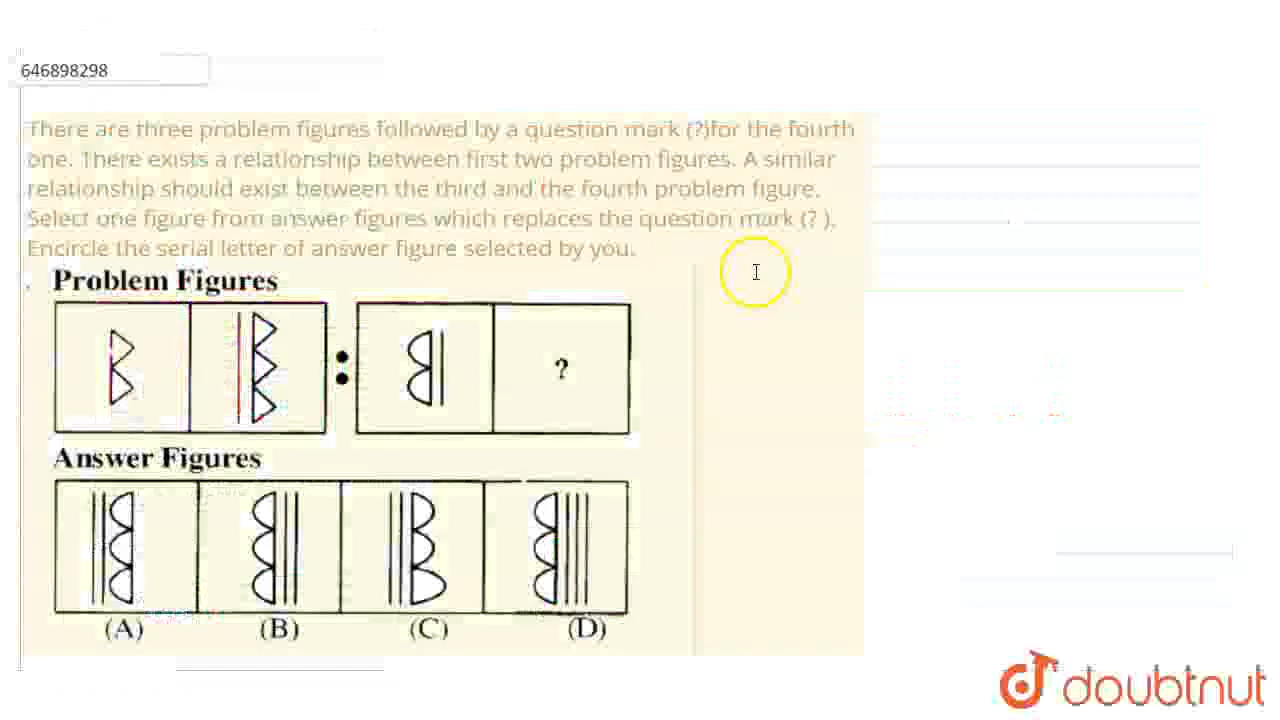 646898298
There are three problem figures followed by a question mark (?)for the fourth
one. There exists a relationship between first two problem figures. A similar
relationship should exist between the third and the fourth problem figure.
Select one figure from answer figures which replaces the question mark (? ).
Encircle the serial letter of answer figure selected by you.
. Problem Figures
?
Answer Figures
(A) (B) (C) (D)
doubtnut